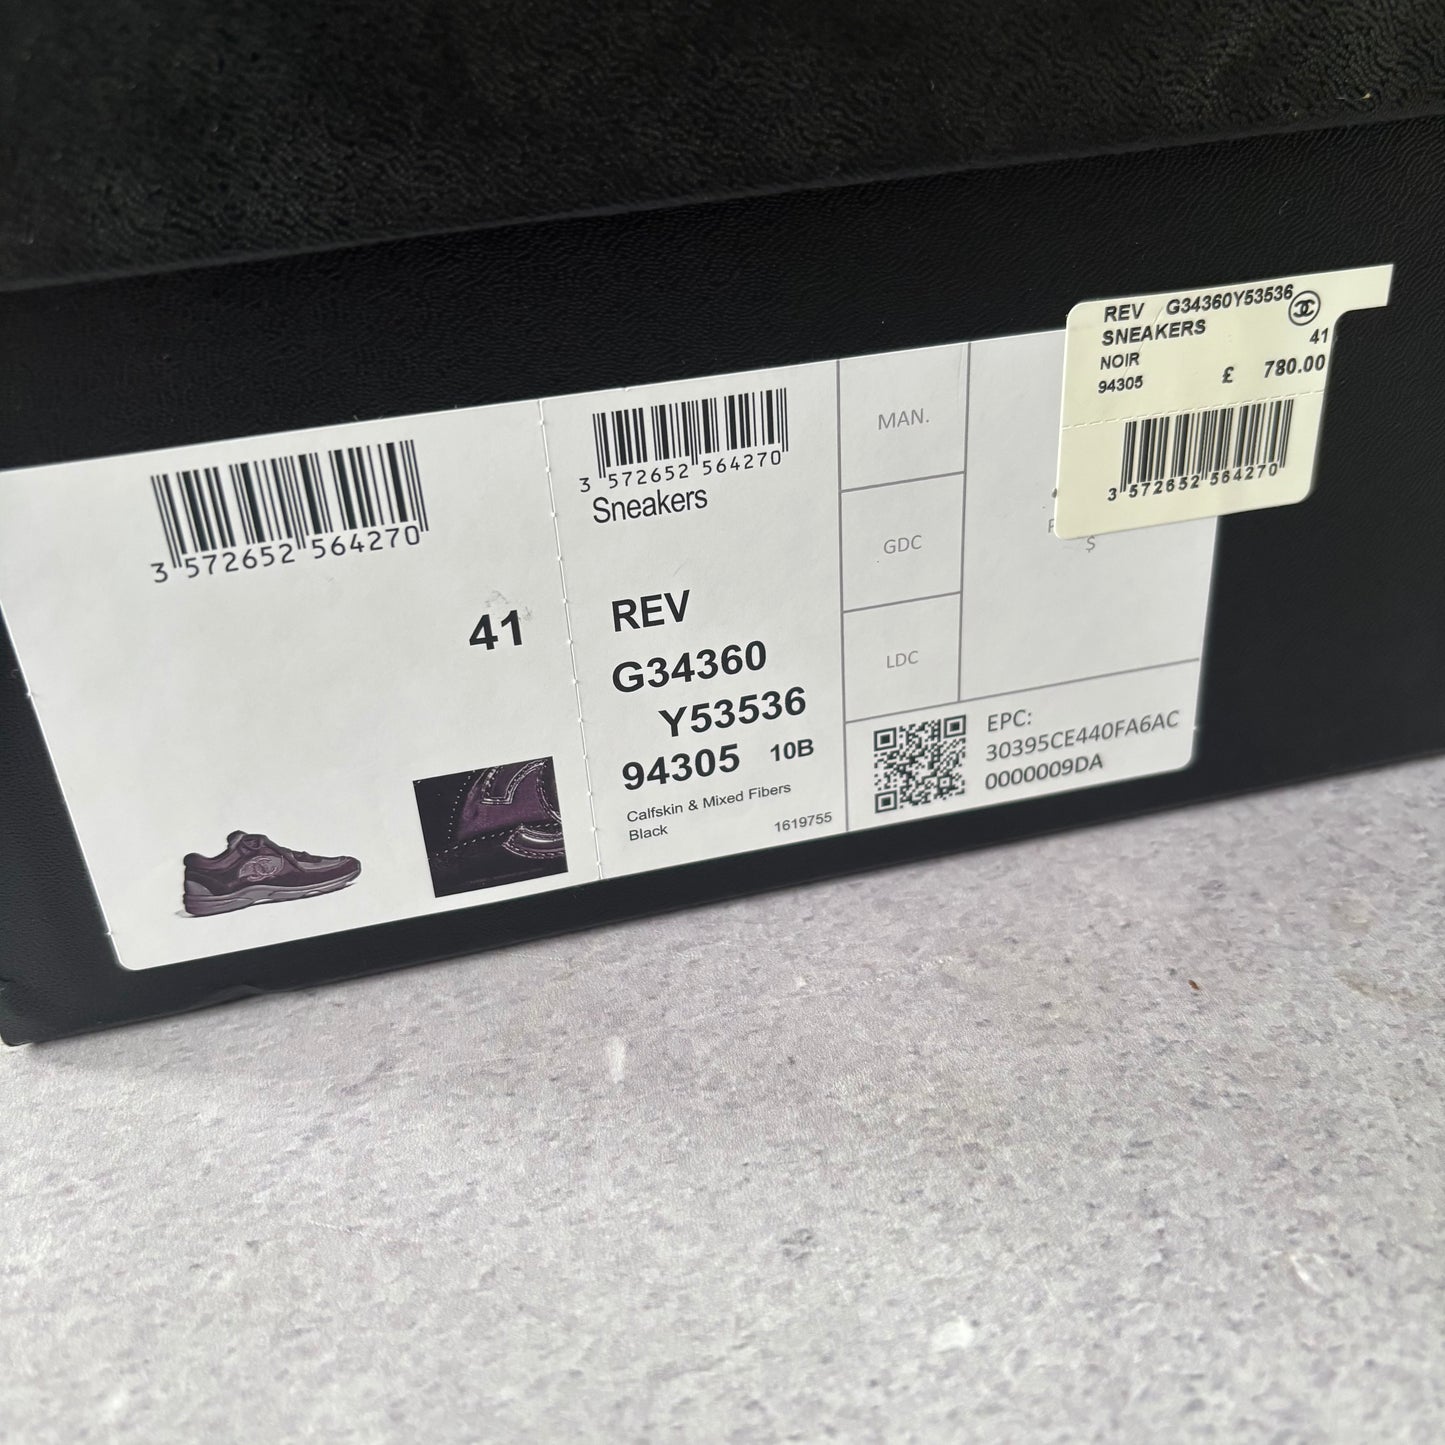 3 572652 564270
41
3 572652 564270
Sneakers
REV
G34360
Y53536
94305 10B
Calfskin & Mixed Fibers
Black 1619755
MAN.
GDC
LDC
$
EPC:
30395CE440FA6AC
0000009DA
REV G34360Y53536
SNEAKERS
NOIR 41
94305 £ 780.00
3 572652 564270